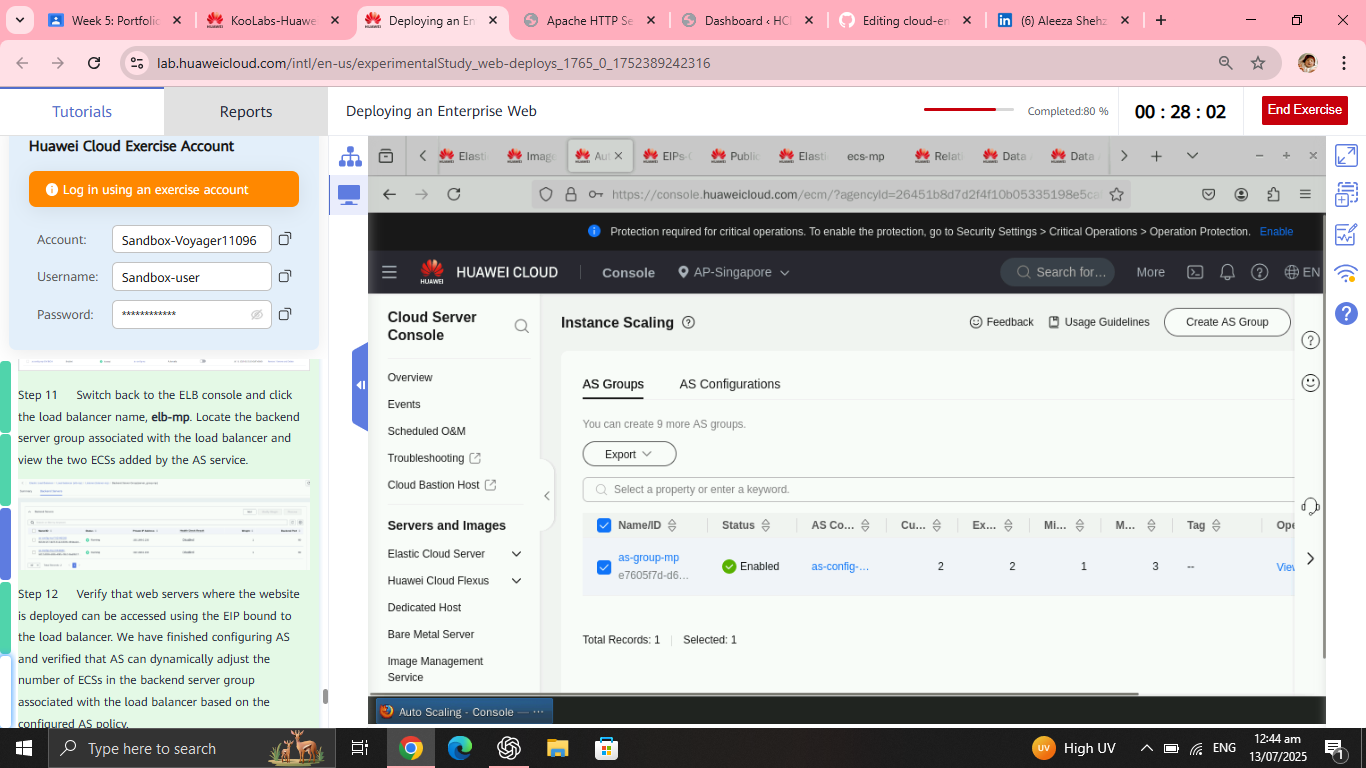 Week 5: Portfolio
KooLabs-Huawe
Deploying an En
Apache HTTP Se
Dashboard ‹ HCI
Editing cloud-en
(6) Aleeza Shehz
lab.huaweicloud.com/intl/en-us/experimentalStudy_web-deploys_1765_0_1752389242316
Tutorials
Reports
Deploying an Enterprise Web
Completed:80 %
00 : 28 : 02
End Exercise
Huawei Cloud Exercise Account
Log in using an exercise account
Account:
Sandbox-Voyager11096
Username:
Sandbox-user
Password:
************
Step 11 Switch back to the ELB console and click
the load balancer name, elb-mp. Locate the backend
server group associated with the load balancer and
view the two ECSs added by the AS service.
Step 12 Verify that web servers where the website
is deployed can be accessed using the EIP bound to
the load balancer. We have finished configuring AS
and verified that AS can dynamically adjust the
number of ECSs in the backend server group
associated with the load balancer based on the
configured AS policy.
Elasti
Imag
Aut
EIPs-
Public
Elasti
ecs-mp
Relati
Data
Data
https://console.huaweicloud.com/ecm/?agencyId=26451b8d7d2f4f10b05335198e5ca
Protection required for critical operations. To enable the protection, go to Security Settings > Critical Operations > Operation Protection. Enable
HUAWEI
HUAWEI CLOUD
Console
AP-Singapore
Search for...
More
EN
Cloud Server
Console
Overview
Events
Scheduled O&M
Troubleshooting
Cloud Bastion Host
Servers and Images
Elastic Cloud Server
Huawei Cloud Flexus
Dedicated Host
Bare Metal Server
Image Management
Service
Instance Scaling
Feedback
Usage Guidelines
Create AS Group
AS Groups
AS Configurations
You can create 9 more AS groups.
Export
Select a property or enter a keyword.
Name/ID
Status
AS Co...
Cu...
Ex...
Mi...
M...
Tag
Ope
as-group-mp
e7605f7d-d6...
Enabled
as-config-...
2
2
1
3
--
View
Total Records: 1
Selected: 1
Auto Scaling - Console — ···
Type here to search
UV
High UV
ENG
12:44 am
13/07/2025
1